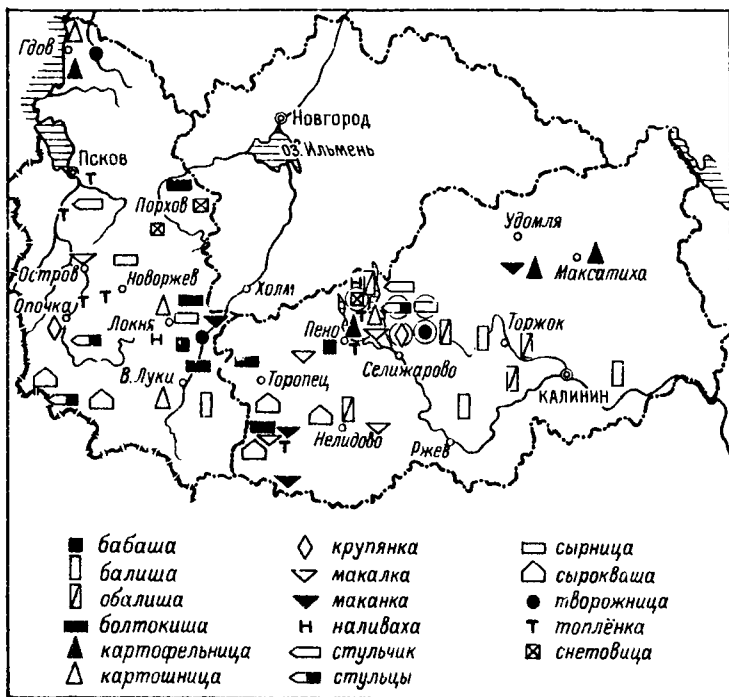 Гдов
Новгород
оз. Ильмень
Псков
Т
Порхов
Т
Удомля
Остров
Новоржев
Холм
Максатиха
Т Т
Опочка
Н
Локня
Пено
Т
Торжок
Н
Селижарово
Т
В. Луки
Торопец
КАЛИНИН
Нелидово
Т
Ржев
бабаша
балиша
обалиша
болтокиша
картофельница
картошница
крупянка
макалка
маканка
Н наливаха
стульчик
стульцы
сырница
сырокваша
творожница
Т топлёнка
снетовица